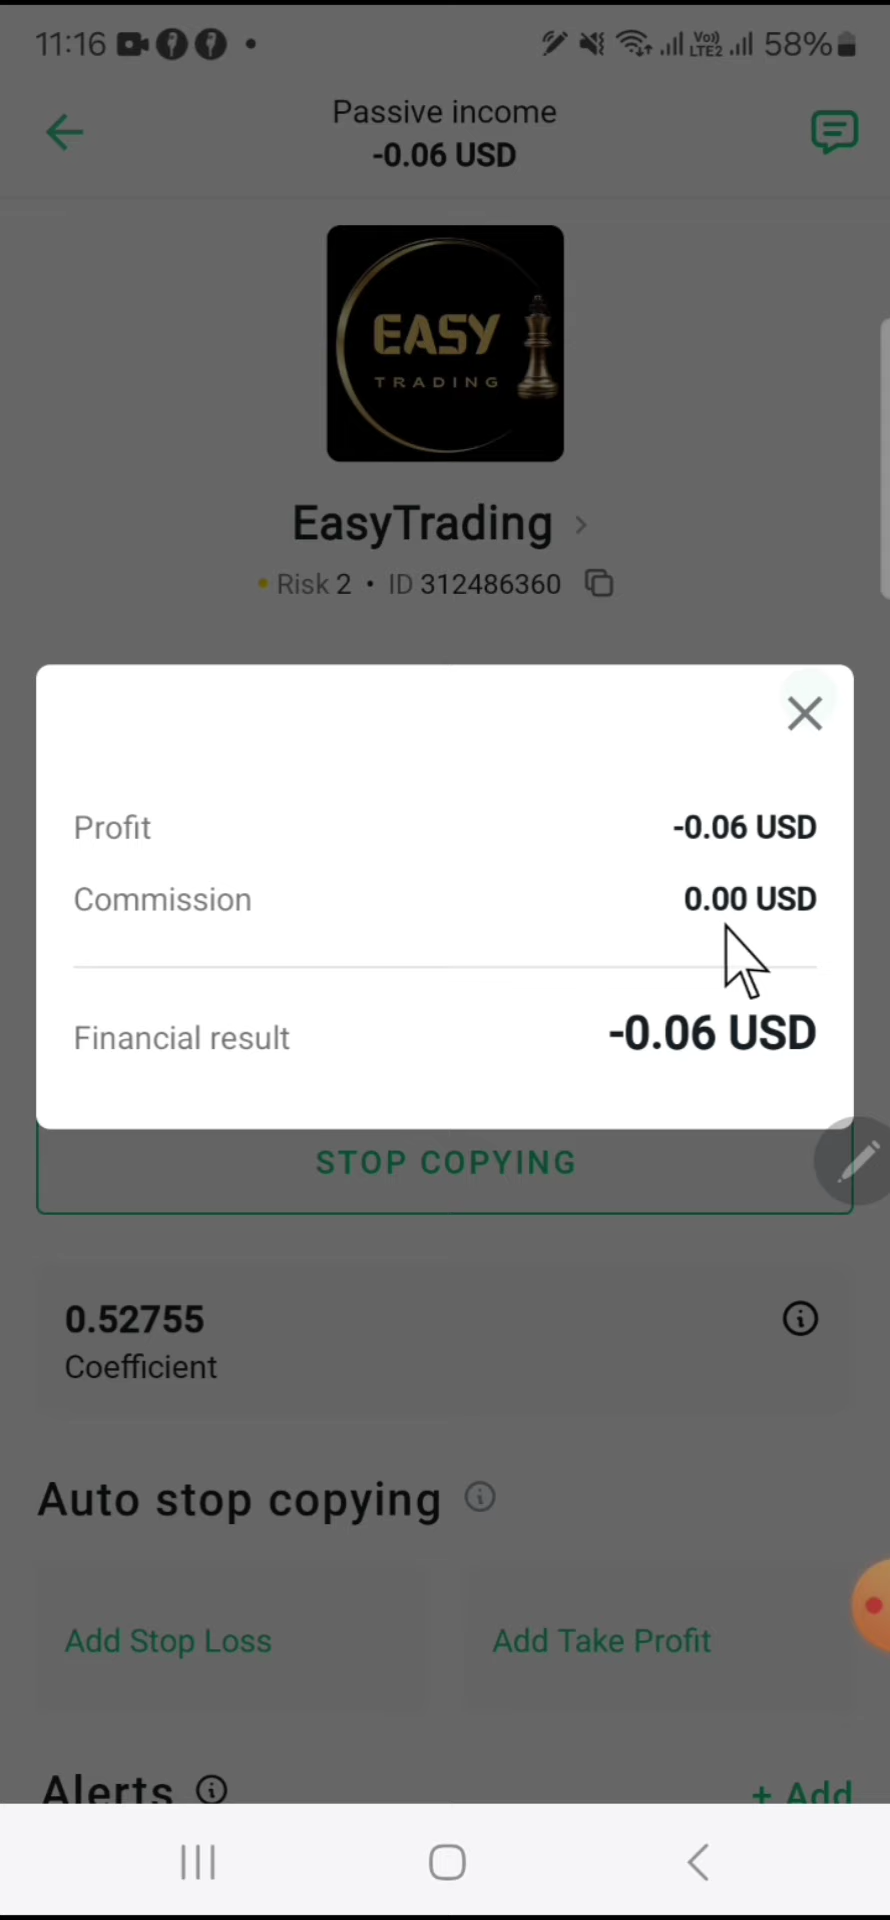 11:16
Vo))
LTE2
58%
Passive income
-0.06 USD
EASY
TRADING
EasyTrading
Risk 2 • ID 312486360
Profit -0.06 USD
Commission 0.00 USD
Financial result -0.06 USD
STOP COPYING
0.52755
Coefficient
Auto stop copying
Add Stop Loss Add Take Profit
Alerts + Add